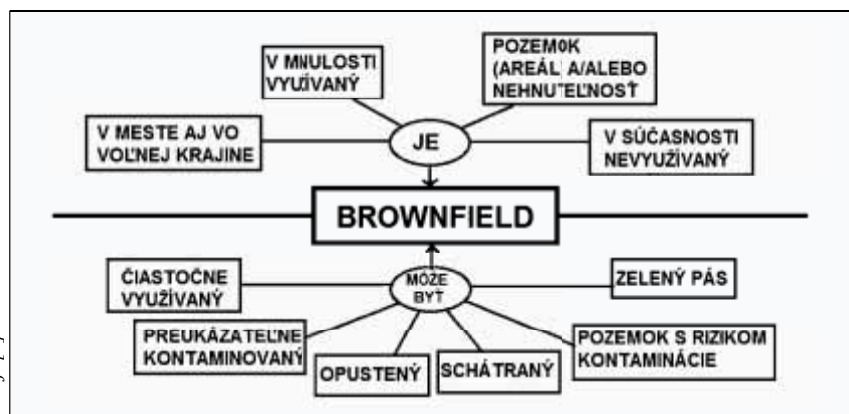 V MNULOSTI
VYUŽÍVANÝ
POZEMOK
(AREÁL) A/ALEBO
NEHNUTEĽNOSŤ
V MESTE AJ VO
VOĽNEJ KRAJINE
JE
V SÚČASNOSTI
NEVYUŽÍVANÝ
BROWNFIELD
ČIASTOČNE
VYUŽÍVANÝ
MÔŽE
BYŤ
ZELENÝ PÁS
PREUKÁZATEĽNE
KONTAMINOVANÝ
OPUSTENÝ
SCHÁTRANÝ
POZEMOK S RIZIKOM
KONTAMINÁCIE